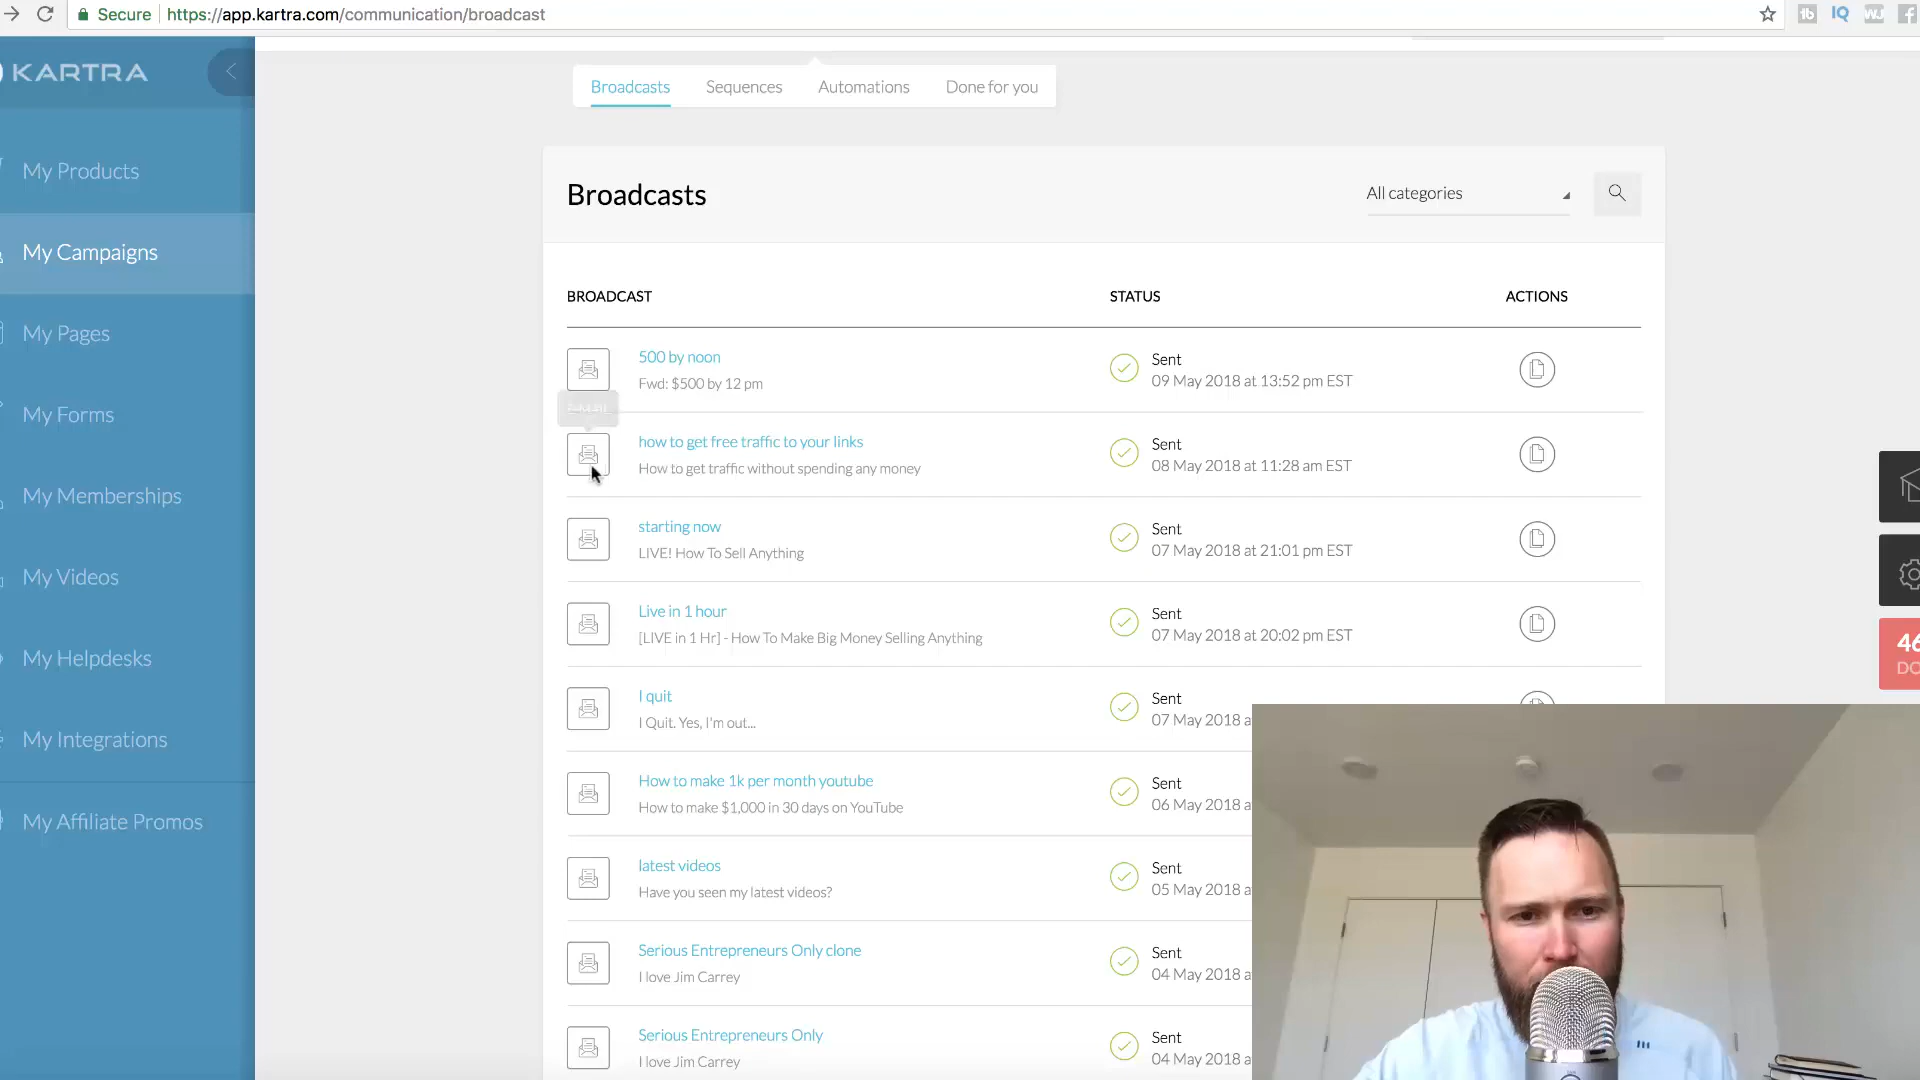 Secure https://app.kartra.com/communication/broadcast
KARTRA
Broadcasts Sequences Automations Done for you
My Products
My Campaigns
My Pages
My Forms
My Memberships
My Videos
My Helpdesks
My Integrations
My Affiliate Promos
Broadcasts All categories
BROADCAST STATUS ACTIONS
500 by noon
Fwd: $500 by 12 pm
Sent
09 May 2018 at 13:52 pm EST
how to get free traffic to your links
How to get traffic without spending any money
Sent
08 May 2018 at 11:28 am EST
starting now
LIVE! How To Sell Anything
Sent
07 May 2018 at 21:01 pm EST
Live in 1 hour
[LIVE in 1 Hr] - How To Make Big Money Selling Anything
Sent
07 May 2018 at 20:02 pm EST
I quit
I Quit. Yes, I'm out...
Sent
07 May 2018 a
How to make 1k per month youtube
How to make $1,000 in 30 days on YouTube
Sent
06 May 2018 a
latest videos
Have you seen my latest videos?
Sent
05 May 2018 a
Serious Entrepreneurs Only clone
I love Jim Carrey
Sent
04 May 2018 a
Serious Entrepreneurs Only
I love Jim Carrey
Sent
04 May 2018 a
46
DO
tb IQ WJ